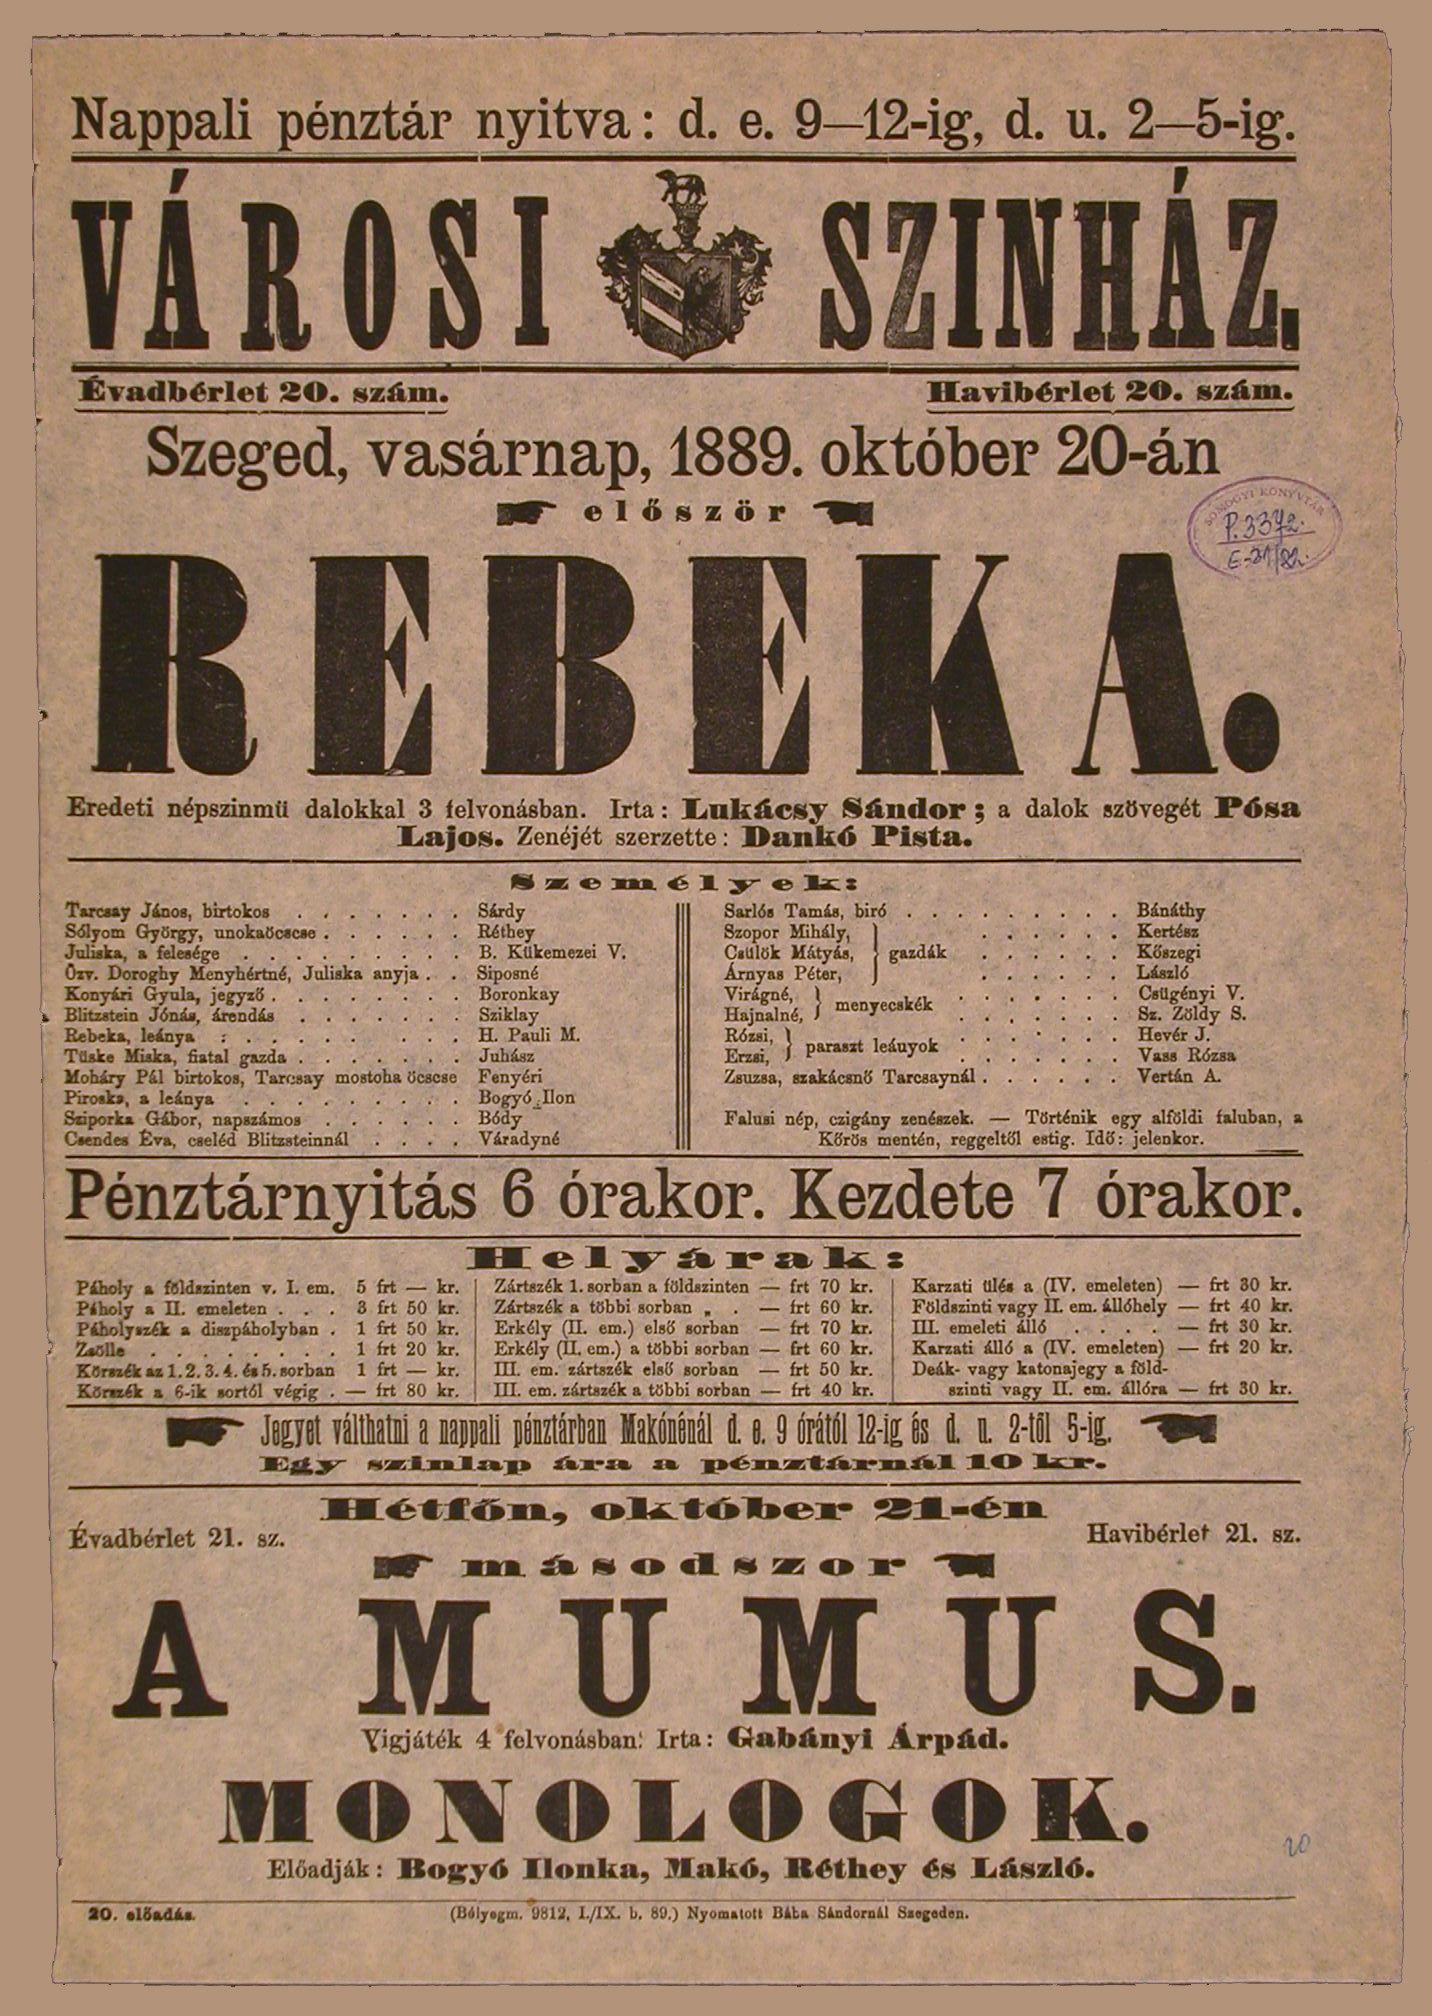 Nappali pénztár nyitva: d. e. 9—12-ig, d. u. 2—5-ig.
VÁROSI SZINHÁZ.
Évadbérlet 20. szám. Havibérlet 20. szám.
Szeged, vasárnap, 1889. október 20-án
először
SOMOGYI KÖNYVTÁR
P.3372.
E-21/82.
REBEKA.
Eredeti népszinmü dalokkal 3 felvonásban. Irta: Lukácsy Sándor; a dalok szövegét Pósa
Lajos. Zenéjét szerzette: Dankó Pista.
Személyek:
Tarcsay János, birtokos . . . . . . . Sárdy
Sólyom György, unokaöcscse . . . . . . Réthey
Juliska, a felesége . . . . . . . . . B. Kükemezei V.
Özv. Doroghy Menyhértné, Juliska anyja . . Siposné
Konyári Gyula, jegyző . . . . . . . . Boronkay
Blitzstein Jónás, árendás . . . . . . . Sziklay
Rebeka, leánya : . . . . . . . . H. Pauli M.
Tüske Miska, fiatal gazda . . . . . . . Juhász
Moháry Pál birtokos, Tarcsay mostoha öcscse Fenyéri
Piroska, a leánya . . . . . . . . . Bogyó Ilon
Sziporka Gábor, napszámos . . . . . . Bódy
Csendes Éva, cseléd Blitzsteinnál . . . . Váradyné
Sarlós Tamás, biró . . . . . . . . . Bánáthy
Szopor Mihály, . . . . . . Kertész
Csülök Mátyás, } gazdák . . . . . . Kőszegi
Árnyas Péter, . . . . . . László
Virágné, } menyecskék . . . . . . . Csügényi V.
Hajnalné, . . . . . . . Sz. Zöldy S.
Rózsi, } paraszt leányok . . . . . . . Hevér J.
Erzsi, . . . . . . . Vass Rózsa
Zsuzsa, szakácsnő Tarcsaynál . . . . . . Vertán A.
Falusi nép, czigány zenészek. — Történik egy alföldi faluban, a
Kőrös mentén, reggeltől estig. Idő: jelenkor.
Pénztárnyitás 6 órakor. Kezdete 7 órakor.
Helyárak:
Páholy a földszinten v. I. em. 5 frt — kr.
Páholy a II. emeleten . . . 3 frt 50 kr.
Páholyszék a diszpáholyban . 1 frt 50 kr.
Zsölle . . . . . . . . 1 frt 20 kr.
Körszék az 1. 2. 3. 4. és 5. sorban 1 frt — kr.
Körszék a 6-ik sortól végig . — frt 80 kr.
Zártszék 1. sorban a földszinten — frt 70 kr.
Zártszék a többi sorban „ . — frt 60 kr.
Erkély (II. em.) első sorban — frt 70 kr.
Erkély (II. em.) a többi sorban — frt 60 kr.
III. em. zártszék első sorban — frt 50 kr.
III. em. zártszék a többi sorban — frt 40 kr.
Karzati ülés a (IV. emeleten) — frt 30 kr.
Földszinti vagy II. em. állóhely — frt 40 kr.
III. emeleti álló . . . . — frt 30 kr.
Karzati álló a (IV. emeleten) — frt 20 kr.
Deák- vagy katonajegy a föld-
szinti vagy II. em. állóra — frt 30 kr.
Jegyet válthatni a nappali pénztárban Makónénál d. e. 9 órától 12-ig és d. u. 2-től 5-ig.
Egy szinlap ára a pénztárnál 10 kr.
Hétfőn, október 21-én
Évadbérlet 21. sz. Havibérlet 21. sz.
másodszor
A MUMUS.
Vigjáték 4 felvonásban. Irta: Gabányi Árpád.
MONOLOGOK.
Előadják: Bogyó Ilonka, Makó, Réthey és László.
20
20. előadás.
(Bélyegm. 9812, I./IX. b. 89.) Nyomatott Bába Sándornál Szegeden.